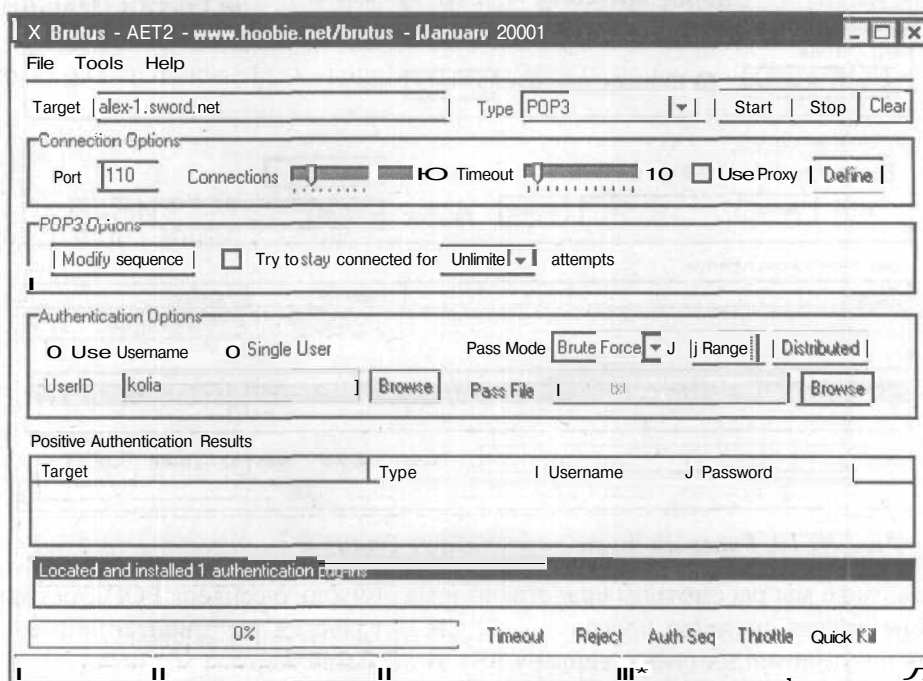 X Brutus - AET2 - www.hoobie.net/brutus - [January 20001
File Tools Help
Target |alex-1.sword.net | Type POP3 | Start | Stop Clear
Connection Options
Port 110 Connections IO Timeout 10 Use Proxy | Define |
POP3 Options
| Modify sequence | Try to stay connected for Unlimite attempts
Authentication Options
O Use Username O Single User Pass Mode Brute Force J |j Range | Distributed |
UserID kolia ] Browse Pass File Browse
Positive Authentication Results
Target Type I Username J Password
Located and installed 1 authentication plug-ins
0% Timeout Reject Auth Seq Throttle Quick Kill